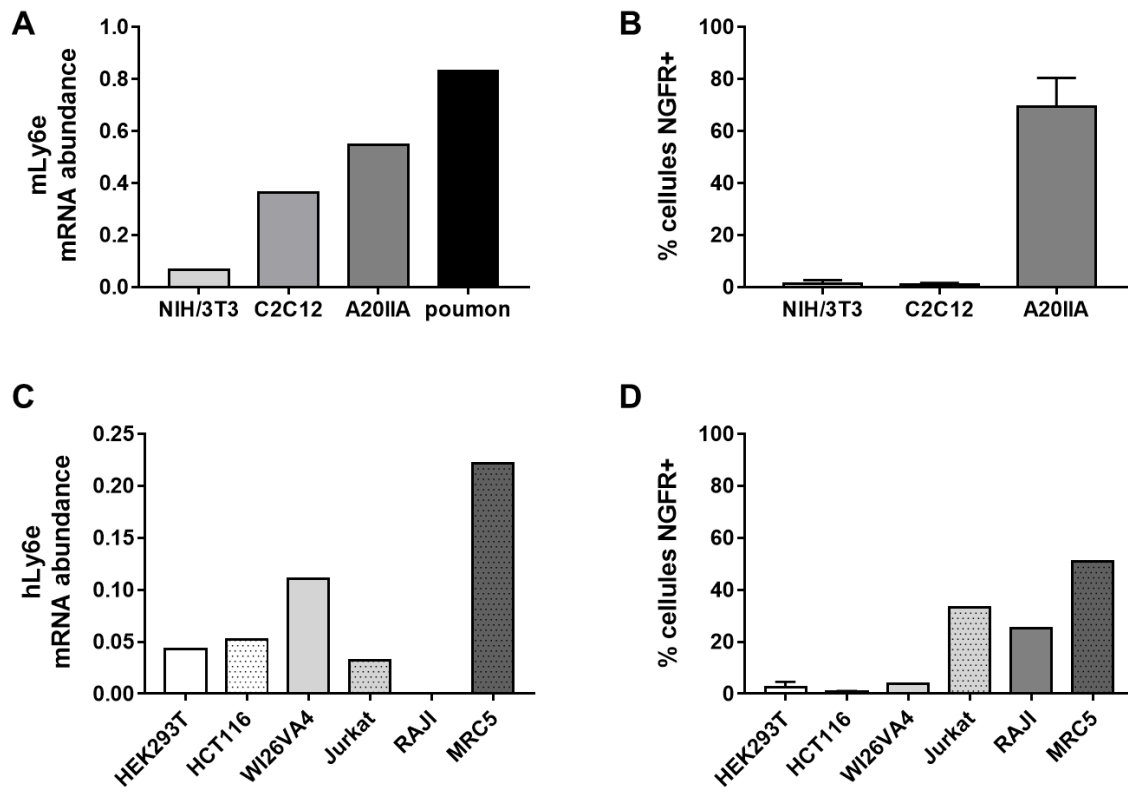 A
mLy6e
mRNA abundance
1.0
0.8
0.6
0.4
0.2
0.0
NIH/3T3 C2C12 A20IIA poumon
B
% cellules NGFR+
100
80
60
40
20
0
NIH/3T3 C2C12 A20IIA
C
hLy6e
mRNA abundance
0.25
0.20
0.15
0.10
0.05
0.00
HEK293T
HCT116
WI26VA4
Jurkat
RAJI
MRC5
D
% cellules NGFR+
100
80
60
40
20
0
HEK293T
HCT116
WI26VA4
Jurkat
RAJI
MRC5